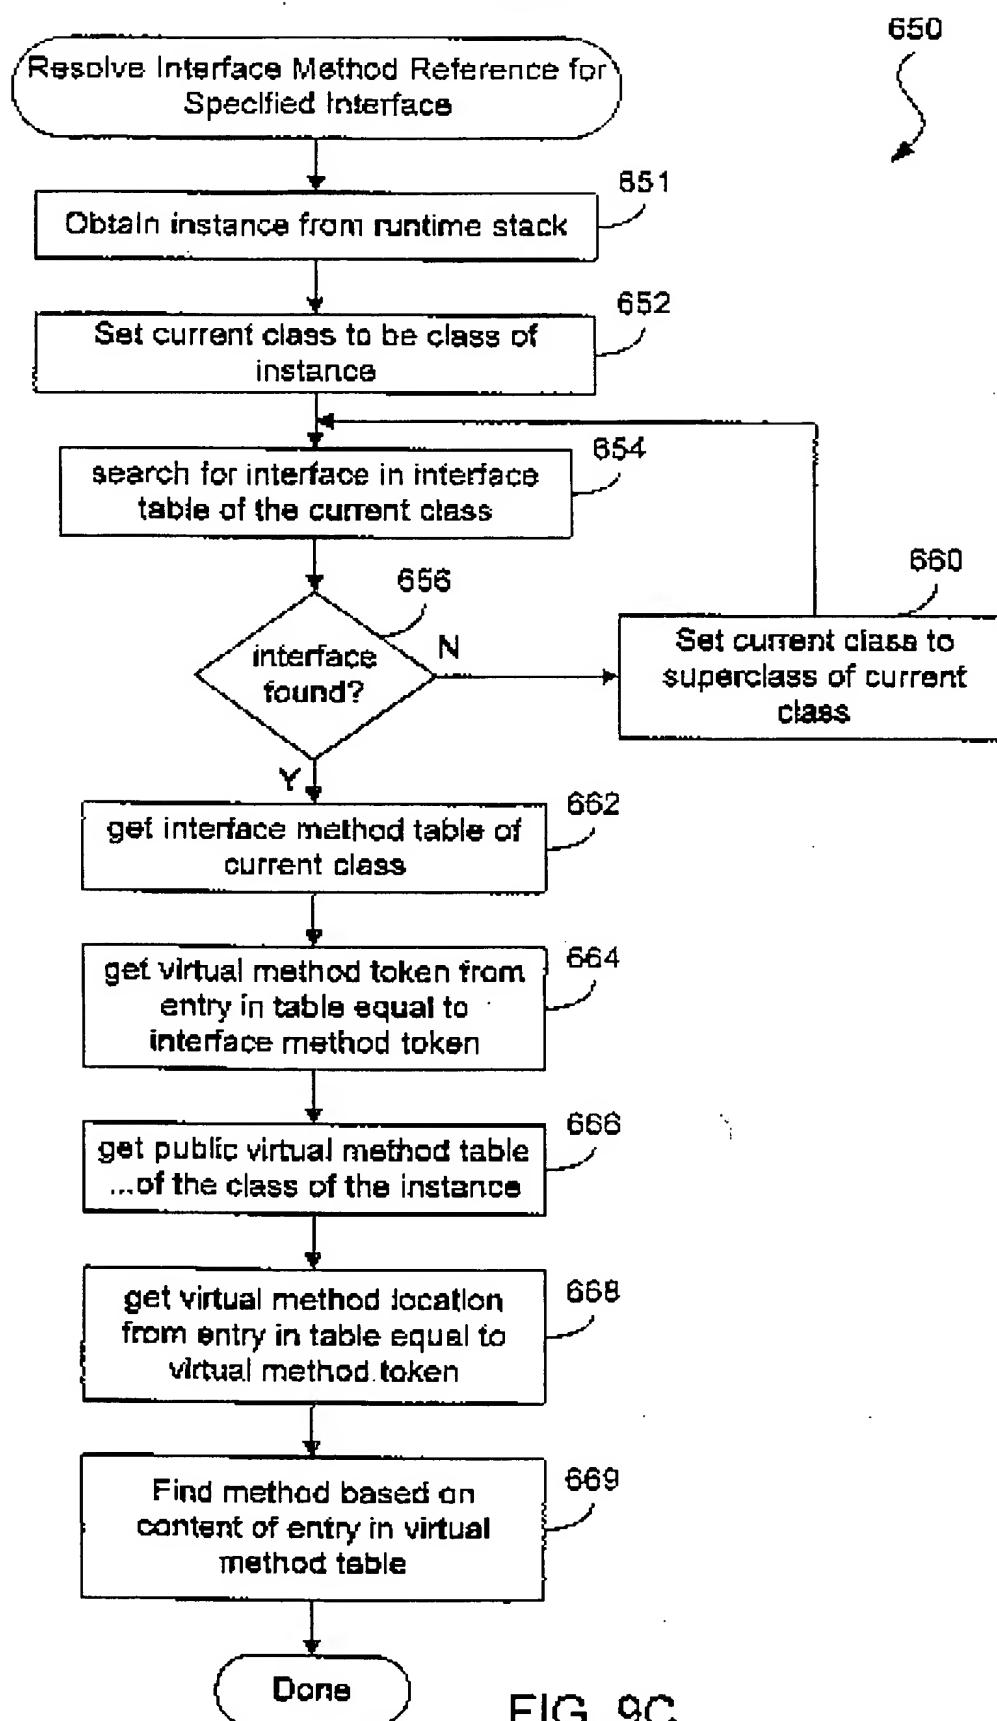 650
Resolve Interface Method Reference for
Specified Interface
651
Obtain instance from runtime stack
652
Set current class to be class of
instance
654
search for interface in interface
table of the current class
656
interface
found?
N
660
Set current class to
superclass of current
class
Y
662
get interface method table of
current class
664
get virtual method token from
entry in table equal to
interface method token
666
get public virtual method table
...of the class of the instance
668
get virtual method location
from entry in table equal to
virtual method token
669
Find method based on
content of entry in virtual
method table
Done
FIG. 9C